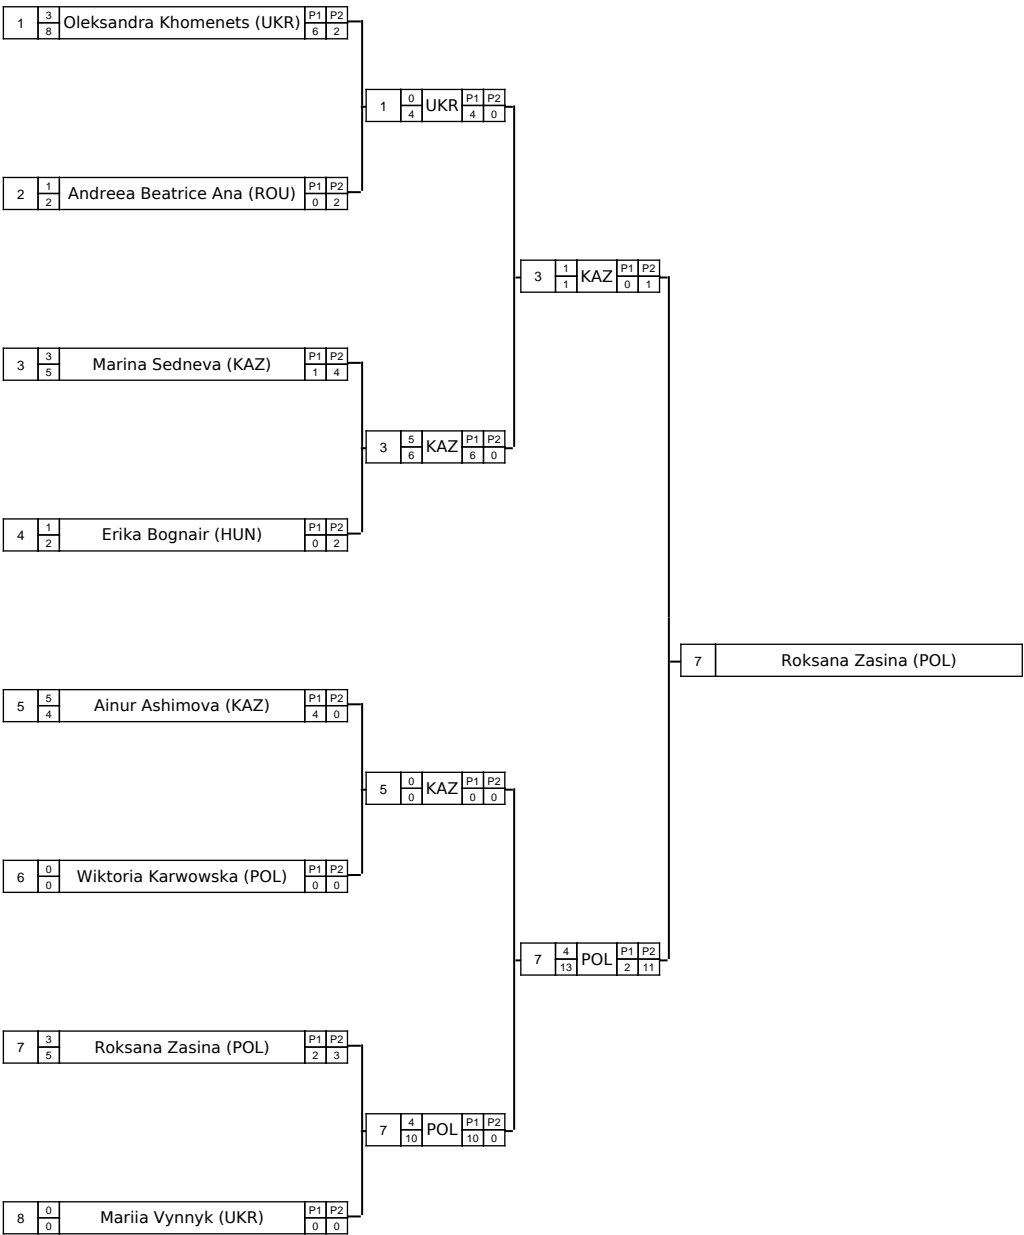 1 3 8 Oleksandra Khomenets (UKR) P1 P2 6 2
1 0 4 UKR P1 P2 4 0
2 1 2 Andreea Beatrice Ana (ROU) P1 P2 0 2
3 1 1 KAZ P1 P2 0 1
3 3 5 Marina Sedneva (KAZ) P1 P2 1 4
3 5 6 KAZ P1 P2 6 0
4 1 2 Erika Bognair (HUN) P1 P2 0 2
7 Roksana Zasina (POL)
5 5 4 Ainur Ashimova (KAZ) P1 P2 4 0
5 0 0 KAZ P1 P2 0 0
6 0 0 Wiktoria Karwowska (POL) P1 P2 0 0
7 4 13 POL P1 P2 2 11
7 3 5 Roksana Zasina (POL) P1 P2 2 3
7 4 10 POL P1 P2 10 0
8 0 0 Mariia Vynnyk (UKR) P1 P2 0 0